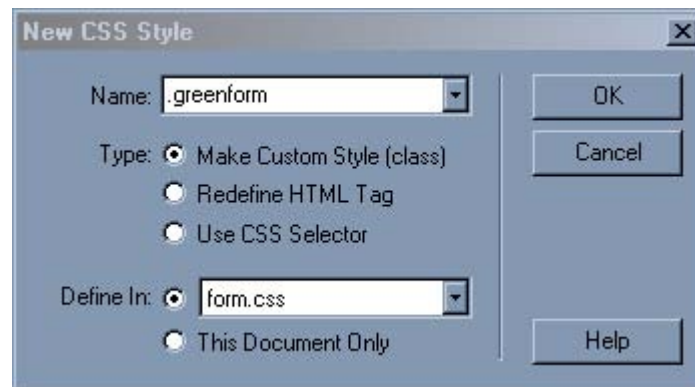 New CSS Style
Name: .greenform
OK
Type: Make Custom Style (class)
Cancel
Redefine HTML Tag
Use CSS Selector
Define In: form.css
This Document Only
Help